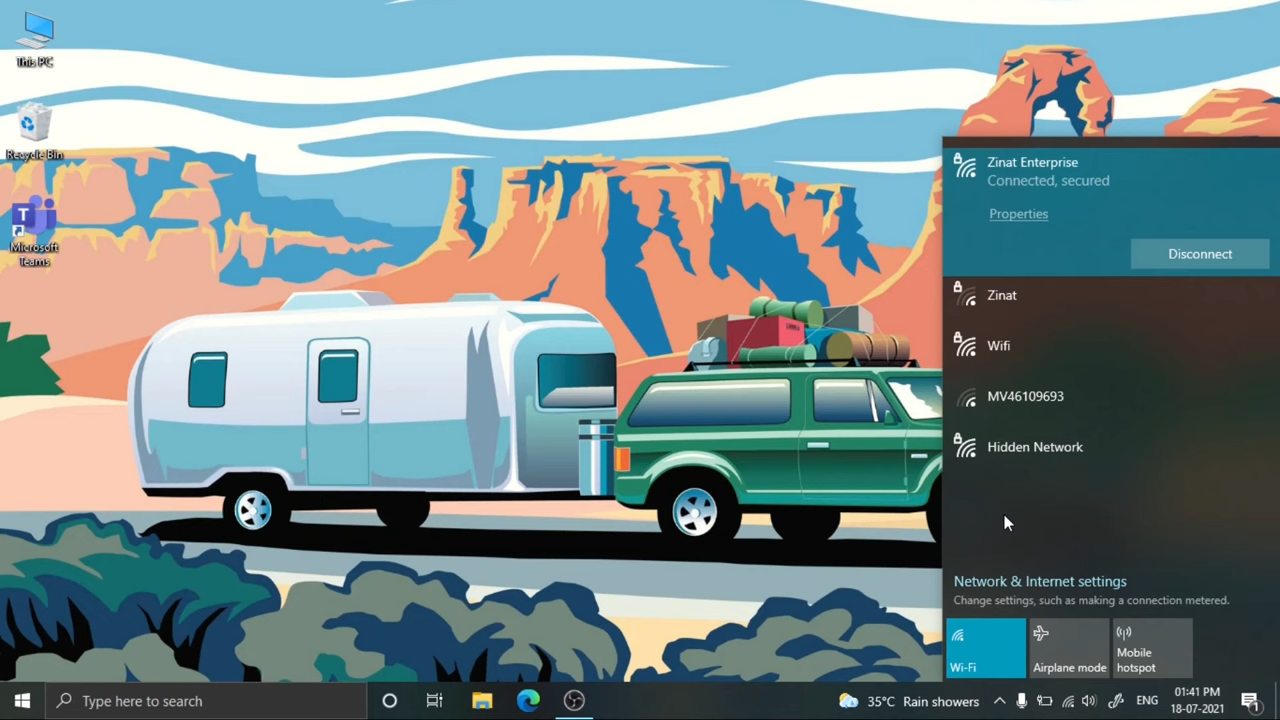 This PC
Recycle Bin
Microsoft
Teams
Zinat Enterprise
Connected, secured
Properties
Disconnect
Zinat
Wifi
MV46109693
Hidden Network
Network & Internet settings
Change settings, such as making a connection metered.
Wi-Fi
Airplane mode
Mobile
hotspot
Type here to search
35°C Rain showers
ENG
01:41 PM
18-07-2021
1